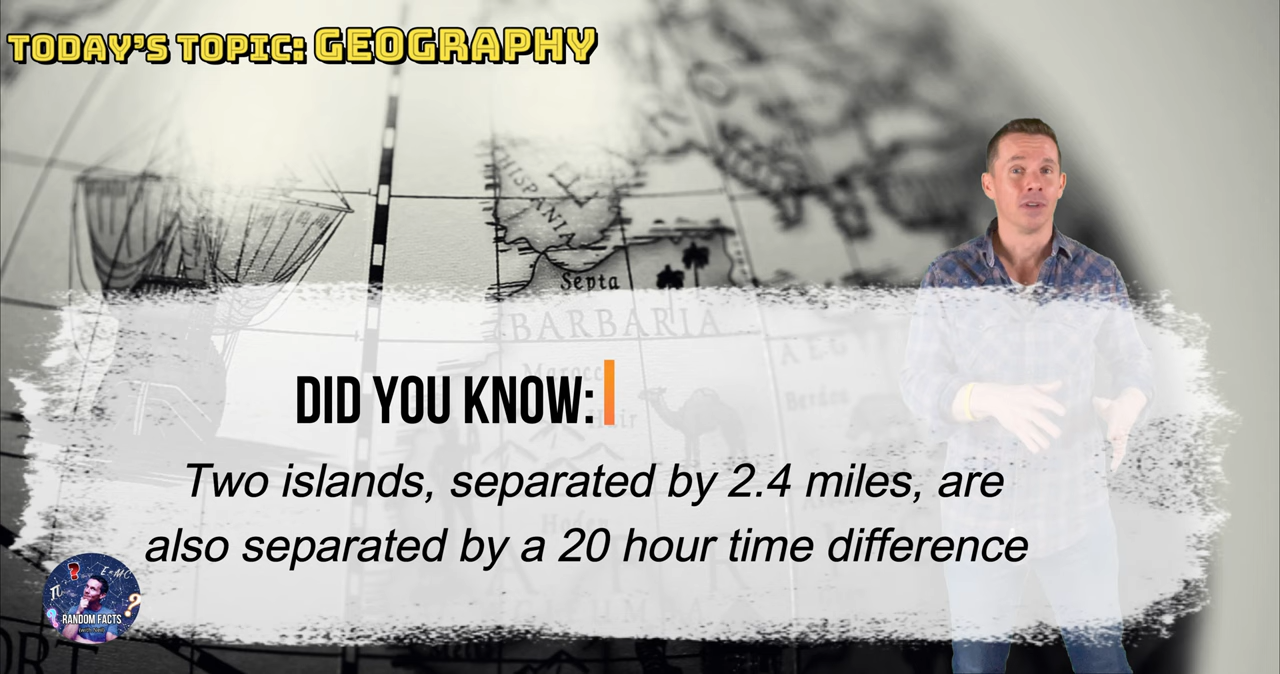 TODAY'S TOPIC: GEOGRAPHY
HISPANIA
Septa
BARBARIA
DID YOU KNOW:
Two islands, separated by 2.4 miles, are
also separated by a 20 hour time difference
RANDOM FACTS